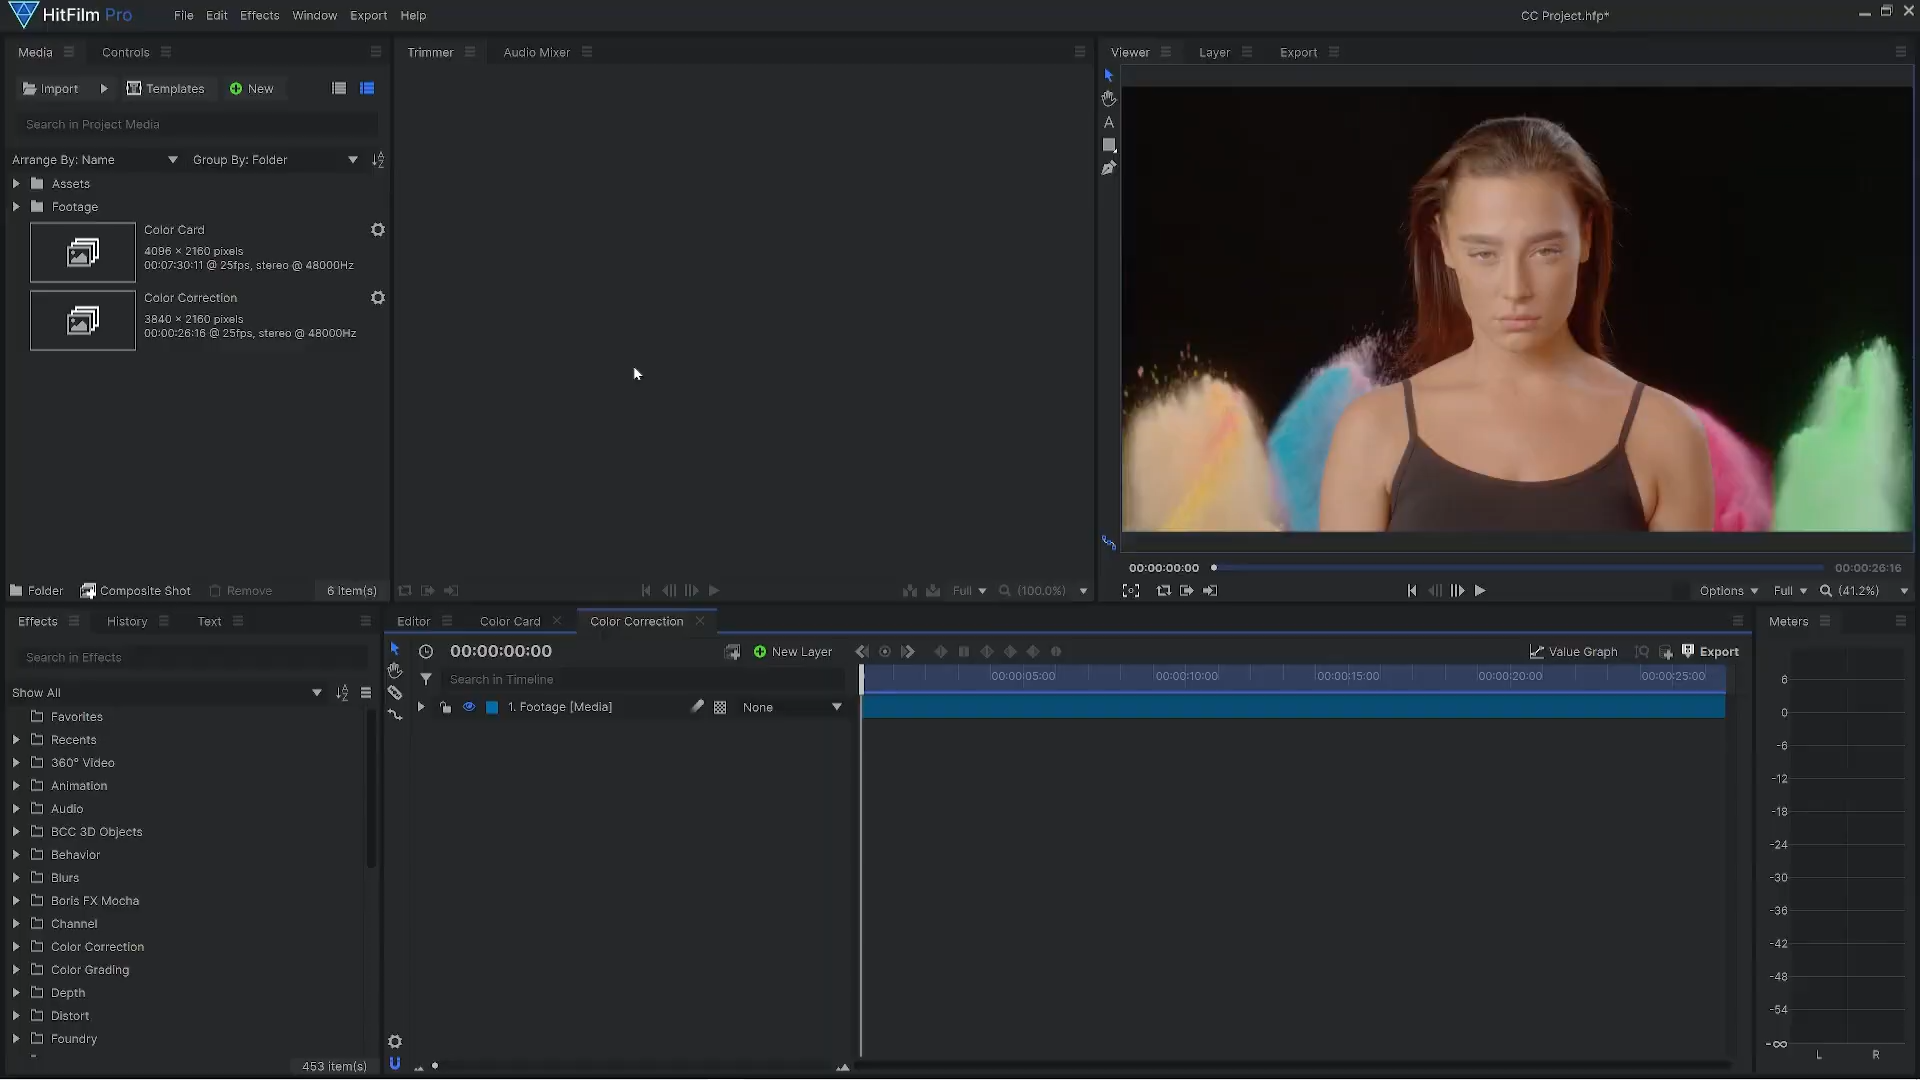 HitFilm Pro File Edit Effects Window Export Help CC Project.hfp*
Media Controls Trimmer Audio Mixer Viewer Layer Export
Import Templates New
Search in Project Media
Arrange By: Name Group By: Folder
Assets
Footage
Color Card
4096 × 2160 pixels
00:07:30:11 @ 25fps, stereo @ 48000Hz
Color Correction
3840 × 2160 pixels
00:00:26:16 @ 25fps, stereo @ 48000Hz
A
00:00:00:00 00:00:26:16
Folder Composite Shot Remove 6 item(s) Full (100.0%) Options Full (41.2%)
Effects History Text Editor Color Card Color Correction Meters
Search in Effects
00:00:00:00 New Layer Value Graph Export
Search in Timeline 00:00:05:00 00:00:10:00 00:00:15:00 00:00:20:00 00:00:25:00
Show All
1. Footage [Media] None
Favorites
Recents
360° Video
Animation
Audio
BCC 3D Objects
Behavior
Blurs
Boris FX Mocha
Channel
Color Correction
Color Grading
Depth
Distort
Foundry
453 item(s)
6
0
-6
-12
-18
-24
-30
-36
-42
-48
-54
-∞
L R